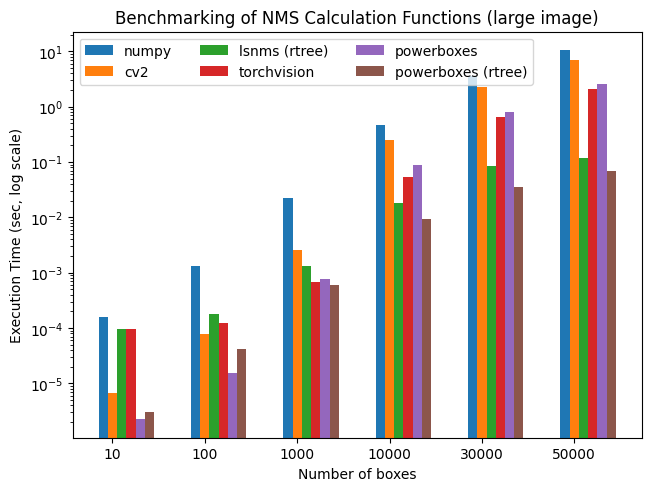 Benchmarking of NMS Calculation Functions (large image)
numpy
cv2
lsnms (rtree)
torchvision
powerboxes
powerboxes (rtree)
Execution Time (sec, log scale)
10¹
10⁰
10⁻¹
10⁻²
10⁻³
10⁻⁴
10⁻⁵
10 100 1000 10000 30000 50000
Number of boxes